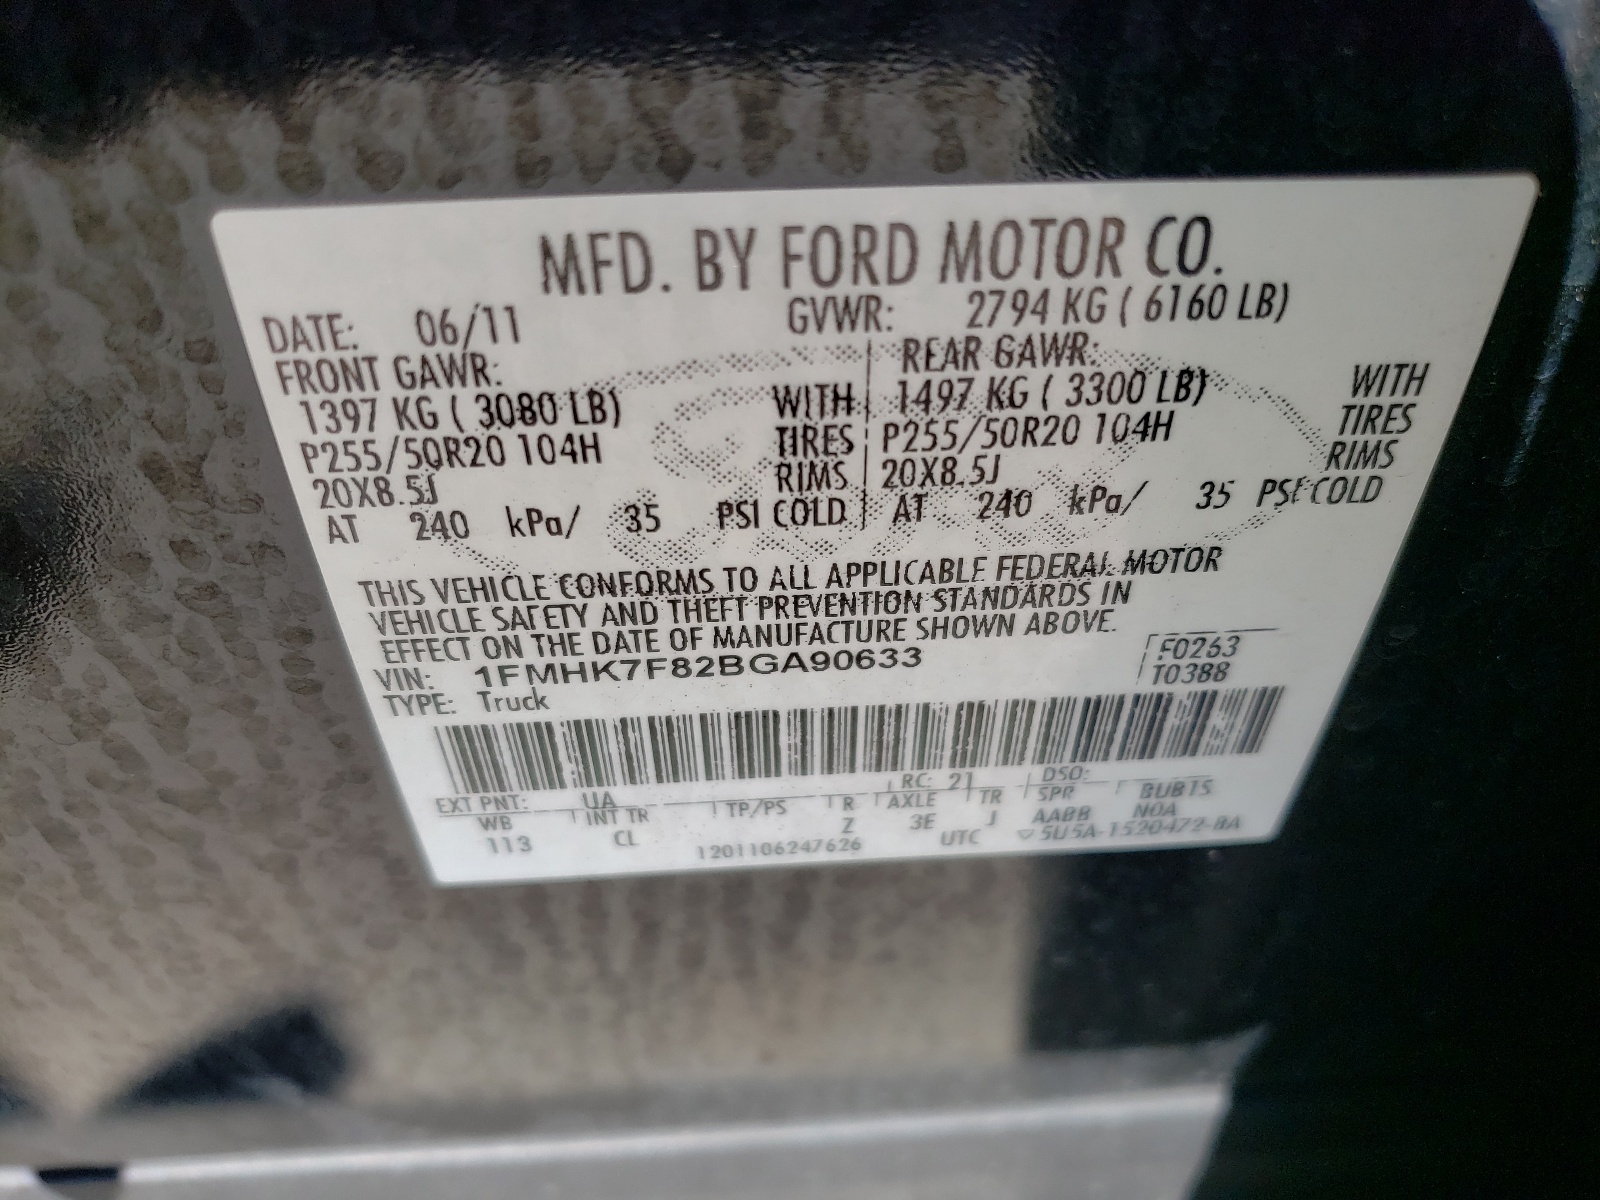 MFD. BY FORD MOTOR CO.
DATE: 06/11 GVWR: 2794 KG ( 6160 LB)
FRONT GAWR: REAR GAWR:
1397 KG ( 3080 LB) WITH 1497 KG ( 3300 LB) WITH
P255/50R20 104H TIRES P255/50R20 104H TIRES
20X8.5J RIMS 20X8.5J RIMS
AT 240 kPa/ 35 PSI COLD AT 240 kPa/ 35 PSI COLD
THIS VEHICLE CONFORMS TO ALL APPLICABLE FEDERAL MOTOR
VEHICLE SAFETY AND THEFT PREVENTION STANDARDS IN
EFFECT ON THE DATE OF MANUFACTURE SHOWN ABOVE.
VIN: 1FMHK7F82BGA90633 F0263
TYPE: Truck T0388
EXT PNT: UA RC: 21 DSO:
WB INT TR TP/PS R AXLE TR SPR BUBTS
113 CL Z 3E J AABB N0A
1201106247626 UTC ▽5U5A-1520472-BA